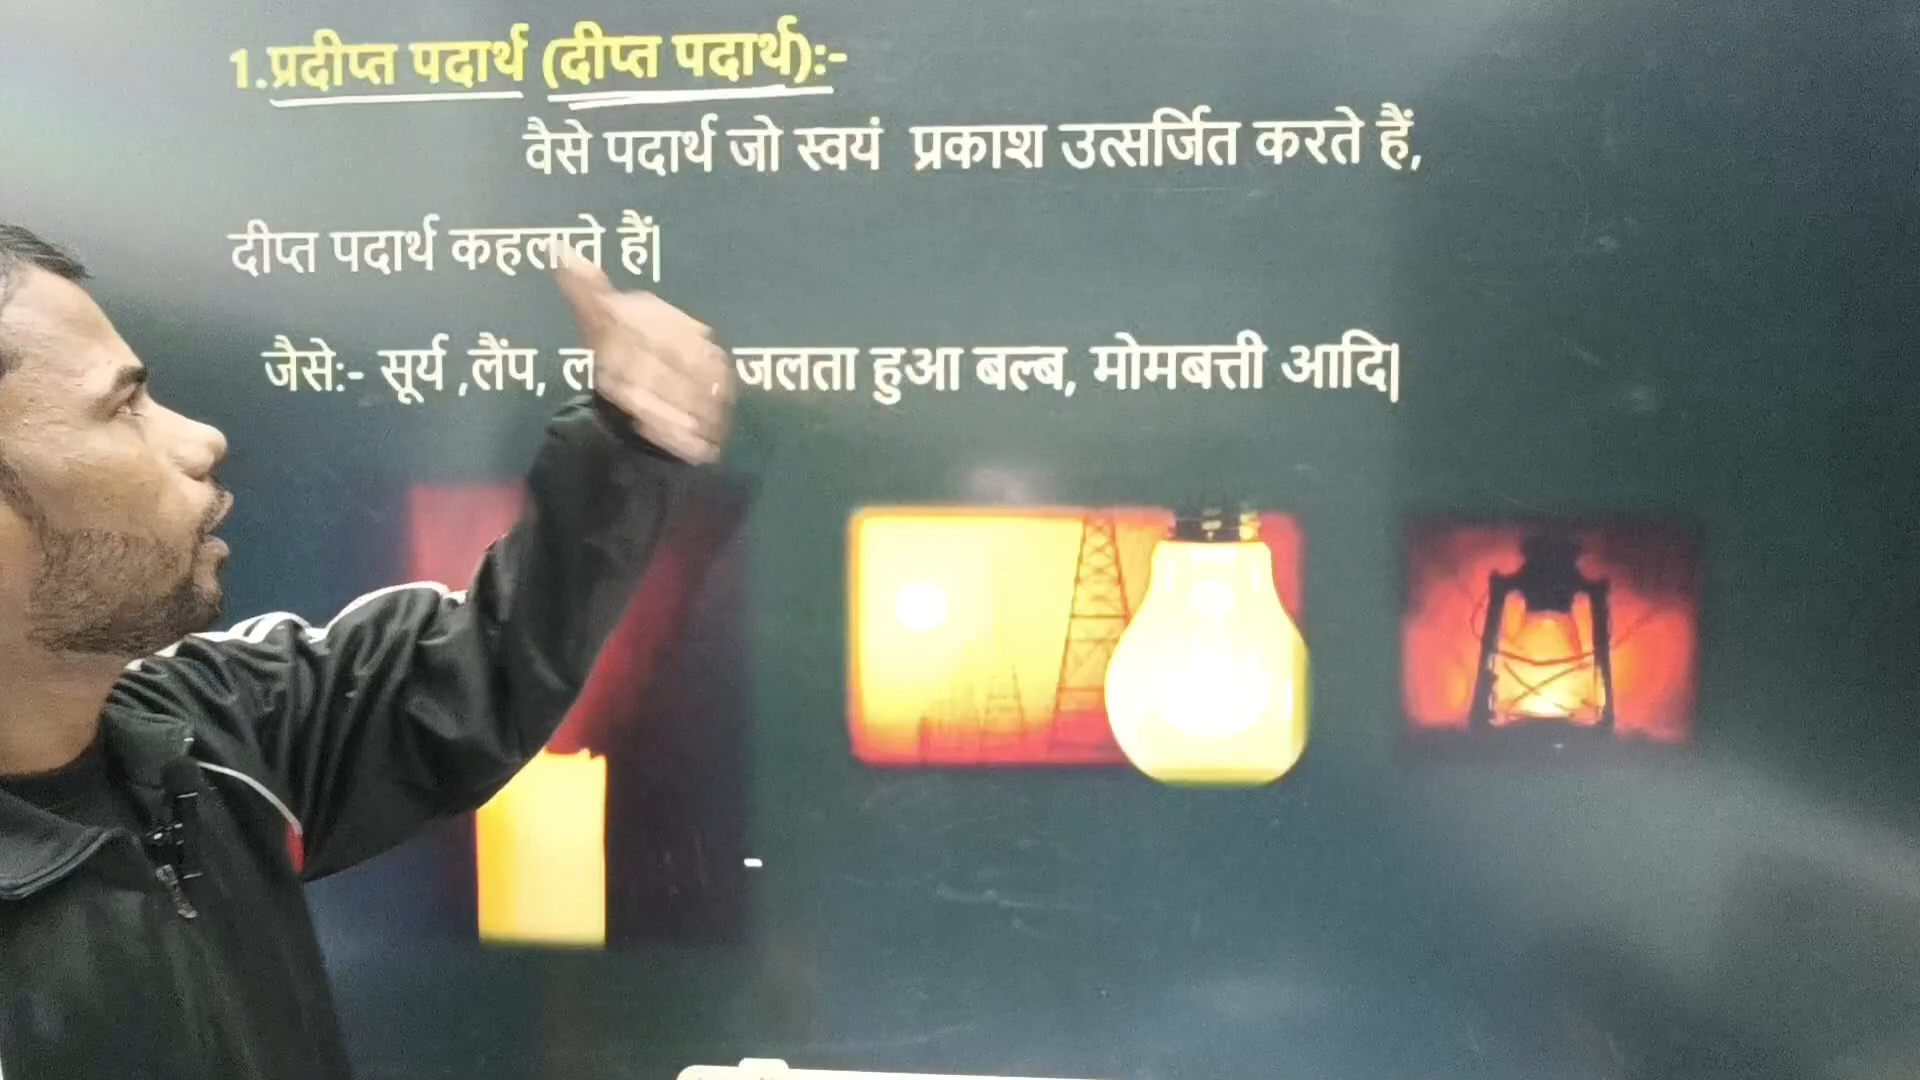 1.प्रदीप्त पदार्थ (दीप्त पदार्थ):-
वैसे पदार्थ जो स्वयं प्रकाश उत्सर्जित करते हैं,
दीप्त पदार्थ कहलाते हैं|
जैसे:- सूर्य ,लैंप, जलता हुआ बल्ब, मोमबत्ती आदि|